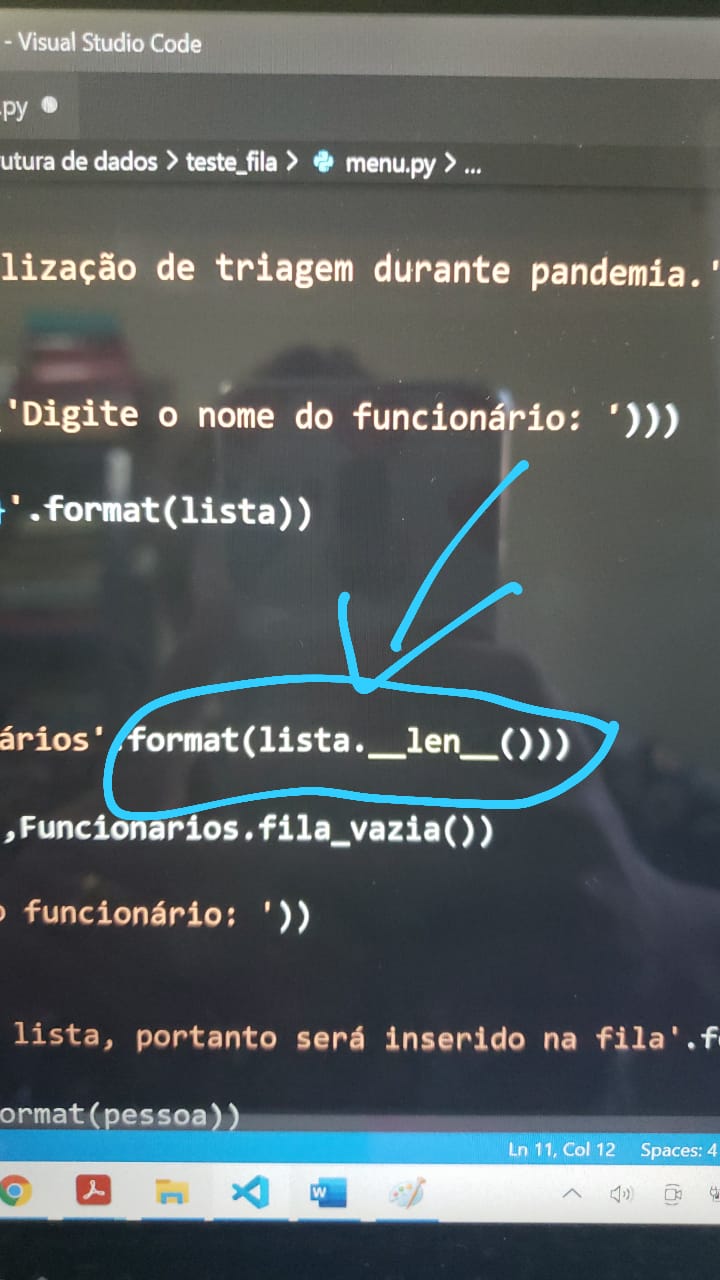 - Visual Studio Code
.py
utura de dados > teste_fila > menu.py > ...
lização de triagem durante pandemia.'
'Digite o nome do funcionário: ')))
'.format(lista))
ários'.format(lista.__len__()))
,Funcionarios.fila_vazia())
o funcionário: '))
lista, portanto será inserido na fila'.f
ormat(pessoa))
Ln 11, Col 12 Spaces: 4
W